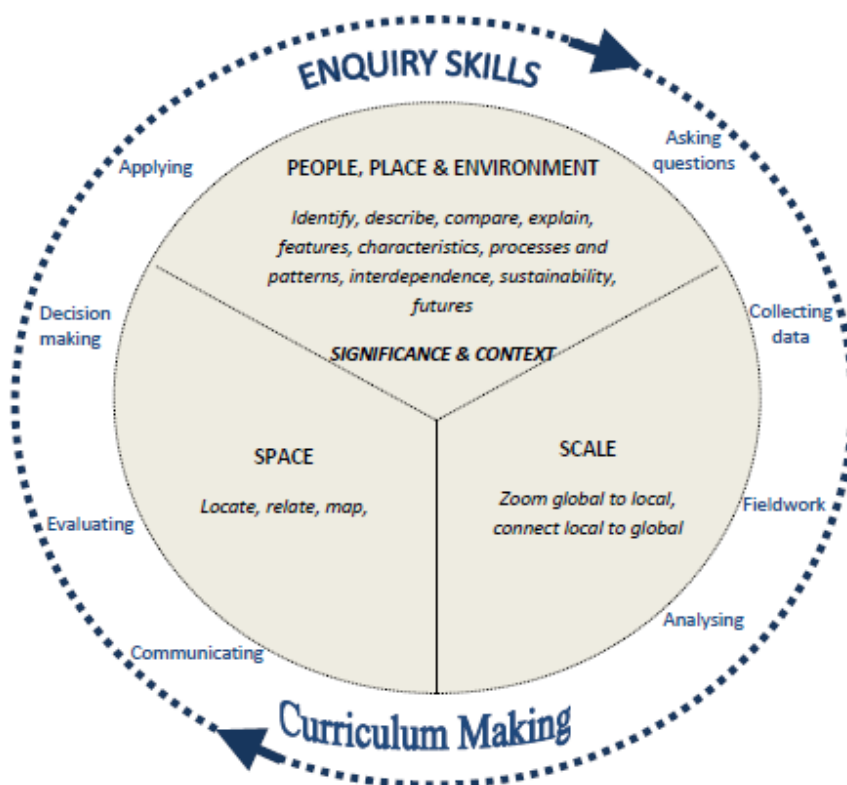 ENQUIRY SKILLS
Asking
questions
Applying
PEOPLE, PLACE & ENVIRONMENT
Identify, describe, compare, explain,
features, characteristics, processes and
patterns, interdependence, sustainability,
futures
SIGNIFICANCE & CONTEXT
Decision
making
Collecting
data
SPACE
Locate, relate, map,
SCALE
Zoom global to local,
connect local to global
Fieldwork
Evaluating
Analysing
Communicating
Curriculum Making